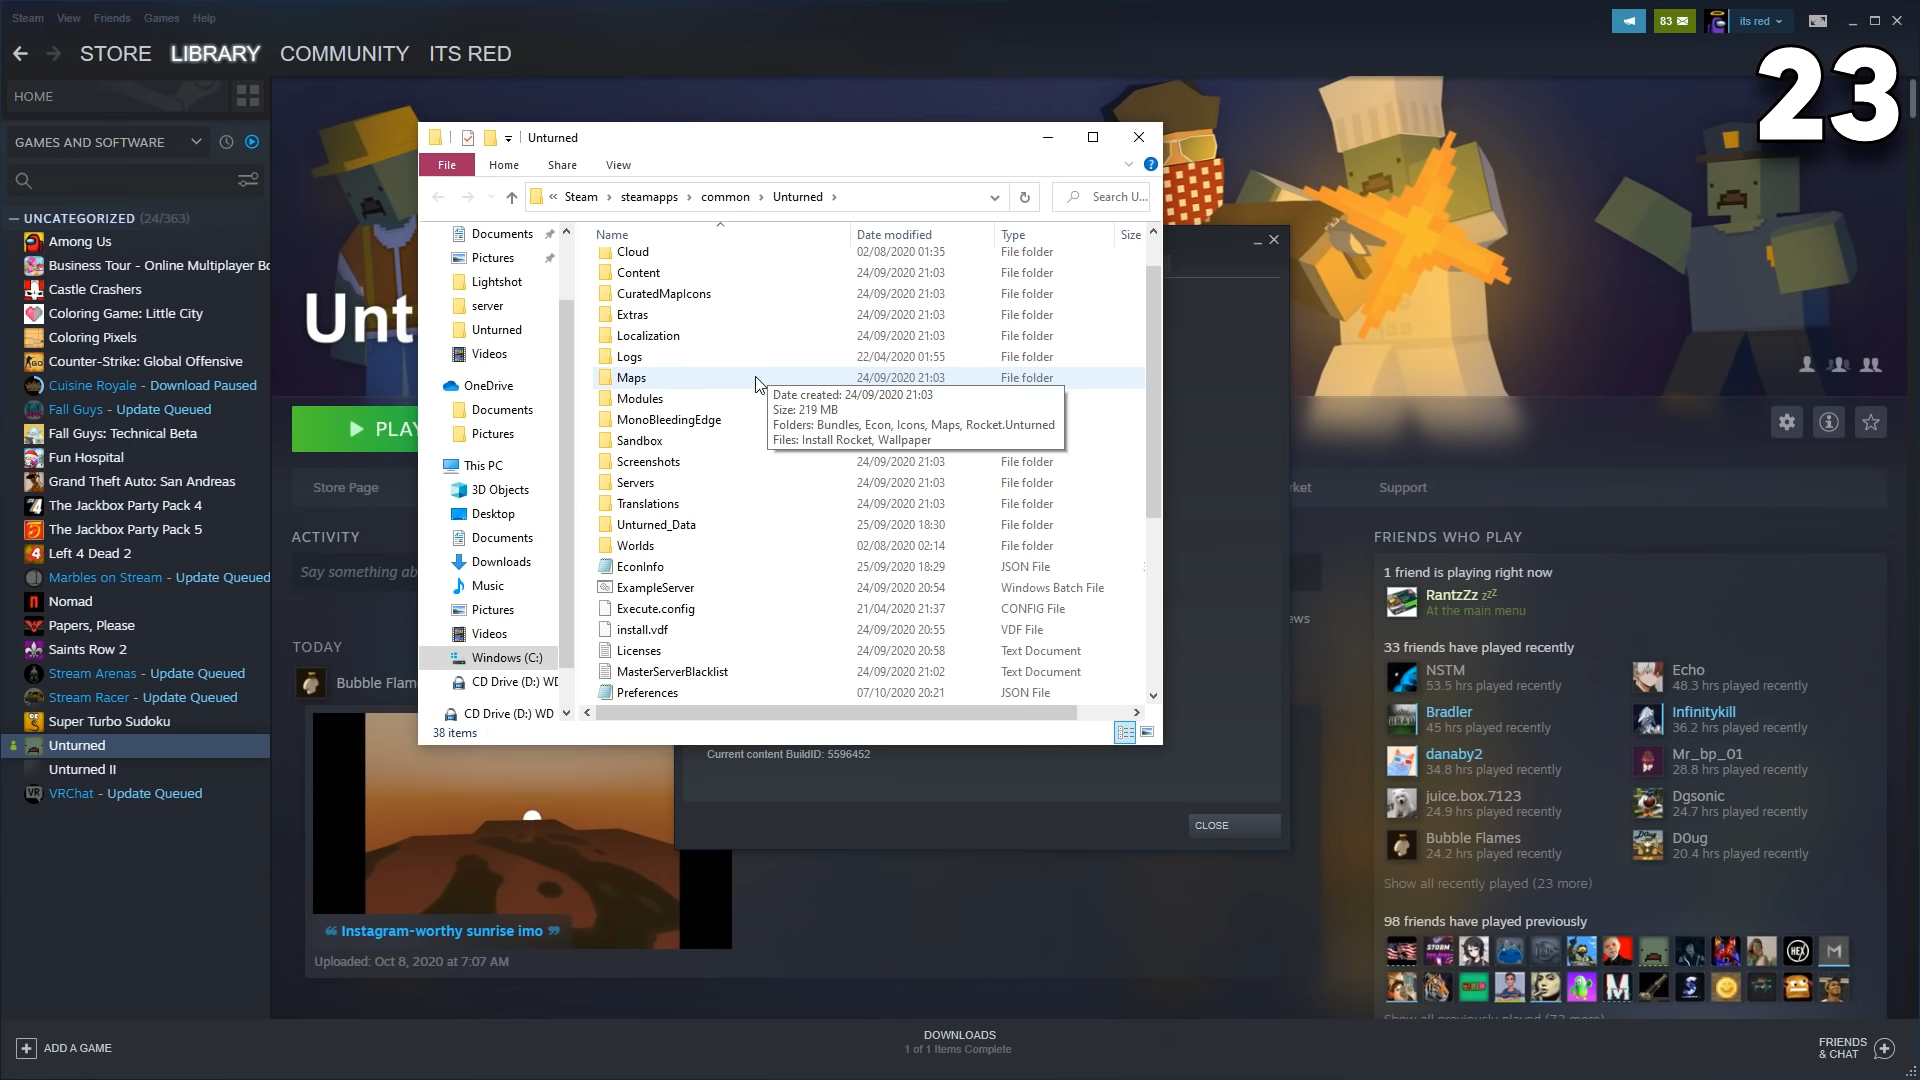 Steam View Friends Games Help
83
its red
STORE LIBRARY COMMUNITY ITS RED
23
HOME
GAMES AND SOFTWARE
UNCATEGORIZED (24/363)
Among Us
Business Tour - Online Multiplayer Bo
Castle Crashers
Coloring Game: Little City
Coloring Pixels
Counter-Strike: Global Offensive
Cuisine Royale - Download Paused
Fall Guys - Update Queued
Fall Guys: Technical Beta
Fun Hospital
Grand Theft Auto: San Andreas
The Jackbox Party Pack 4
The Jackbox Party Pack 5
Left 4 Dead 2
Marbles on Stream - Update Queued
Nomad
Papers, Please
Saints Row 2
Stream Arenas - Update Queued
Stream Racer - Update Queued
Super Turbo Sudoku
Unturned
Unturned II
VRChat - Update Queued
ADD A GAME
Unt
PLAY
Store Page
ACTIVITY
Say something ab
TODAY
Bubble Flam
Instagram-worthy sunrise imo
Uploaded: Oct 8, 2020 at 7:07 AM
Unturned
File Home Share View
« Steam › steamapps › common › Unturned ›
Search U...
Documents
Pictures
Lightshot
server
Unturned
Videos
OneDrive
Documents
Pictures
This PC
3D Objects
Desktop
Documents
Downloads
Music
Pictures
Videos
Windows (C:)
CD Drive (D:) WD
CD Drive (D:) WD
38 items
Name Date modified Type Size
Cloud 02/08/2020 01:35 File folder
Content 24/09/2020 21:03 File folder
CuratedMapIcons 24/09/2020 21:03 File folder
Extras 24/09/2020 21:03 File folder
Localization 24/09/2020 21:03 File folder
Logs 22/04/2020 01:55 File folder
Maps 24/09/2020 21:03 File folder
Modules
MonoBleedingEdge
Sandbox
Date created: 24/09/2020 21:03
Size: 219 MB
Folders: Bundles, Econ, Icons, Maps, Rocket.Unturned
Files: Install Rocket, Wallpaper
Screenshots 24/09/2020 21:03 File folder
Servers 24/09/2020 21:03 File folder
Translations 24/09/2020 21:03 File folder
Unturned_Data 25/09/2020 18:30 File folder
Worlds 02/08/2020 02:14 File folder
EconInfo 25/09/2020 18:29 JSON File
ExampleServer 24/09/2020 20:54 Windows Batch File
Execute.config 21/04/2020 21:37 CONFIG File
install.vdf 24/09/2020 20:55 VDF File
Licenses 24/09/2020 20:58 Text Document
MasterServerBlacklist 24/09/2020 21:02 Text Document
Preferences 07/10/2020 20:21 JSON File
Current content BuildID: 5596452
CLOSE
rket
Support
ews
FRIENDS WHO PLAY
1 friend is playing right now
RantzZz zzZ
At the main menu
33 friends have played recently
NSTM
53.5 hrs played recently
Echo
48.3 hrs played recently
Bradler
45 hrs played recently
Infinitykill
36.2 hrs played recently
danaby2
34.8 hrs played recently
Mr_bp_01
28.8 hrs played recently
juice.box.7123
24.9 hrs played recently
Dgsonic
24.7 hrs played recently
Bubble Flames
24.2 hrs played recently
D0ug
20.4 hrs played recently
Show all recently played (23 more)
98 friends have played previously
HEX
M
Show all previously played (73 more)
DOWNLOADS
1 of 1 Items Complete
FRIENDS
& CHAT